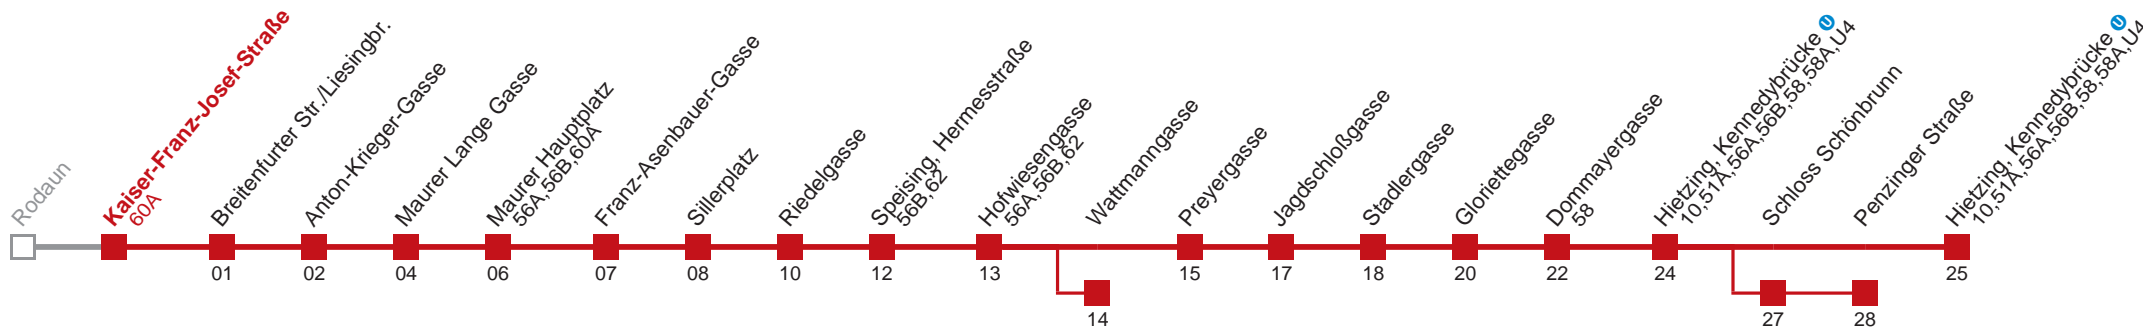 Rodaun
Kaiser-Franz-Josef-Straße
60A
Breitenfurter Str./Liesingbr.
01
Anton-Krieger-Gasse
02
Maurer Lange Gasse
04
Maurer Hauptplatz
56A,56B,60A
06
Franz-Asenbauer-Gasse
07
Sillerplatz
08
Riedelgasse
10
Speising, Hermesstraße
56B,62
12
Hofwiesengasse
56A,56B,62
13
Wattmanngasse
14
Preyergasse
15
Jagdschloßgasse
17
Stadlergasse
18
Gloriettegasse
20
Dommayergasse
58
22
Hietzing, Kennedybrücke U
10,51A,56A,56B,58,58A,U4
24
Schloss Schönbrunn
27
Penzinger Straße
28
Hietzing, Kennedybrücke U
10,51A,56A,56B,58,58A,U4
25